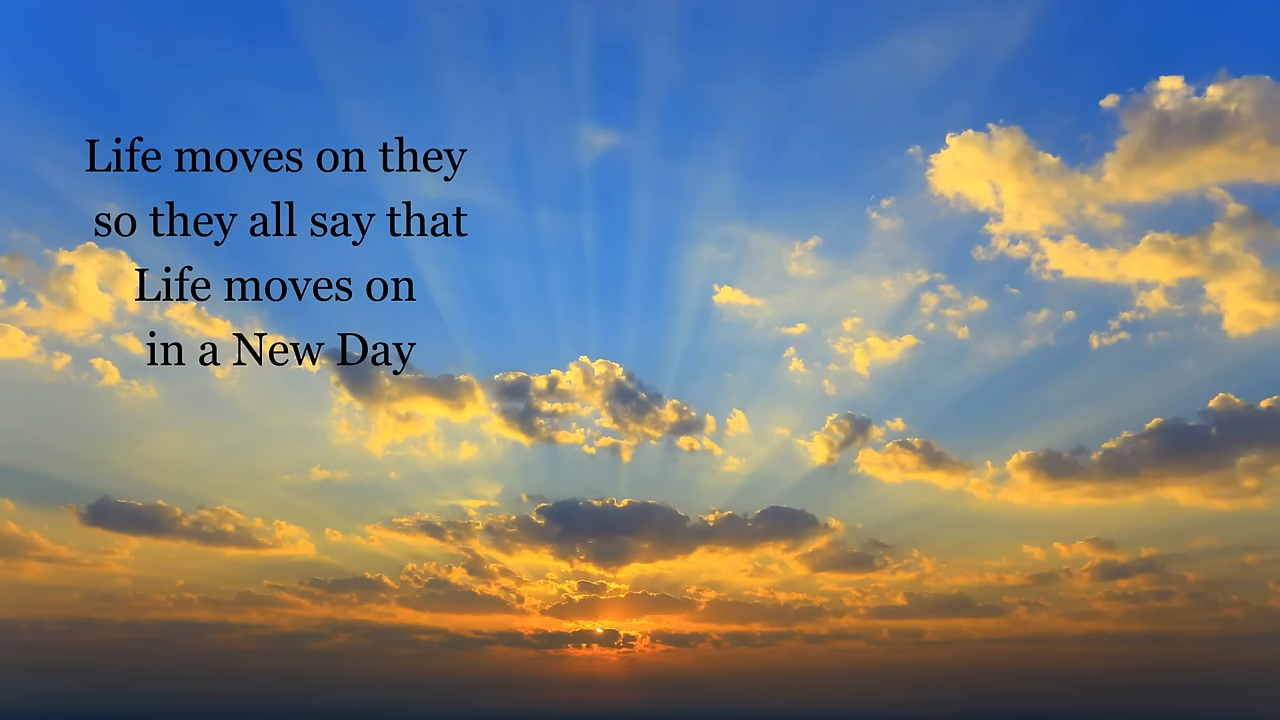 Life moves on they
so they all say that
Life moves on
in a New Day